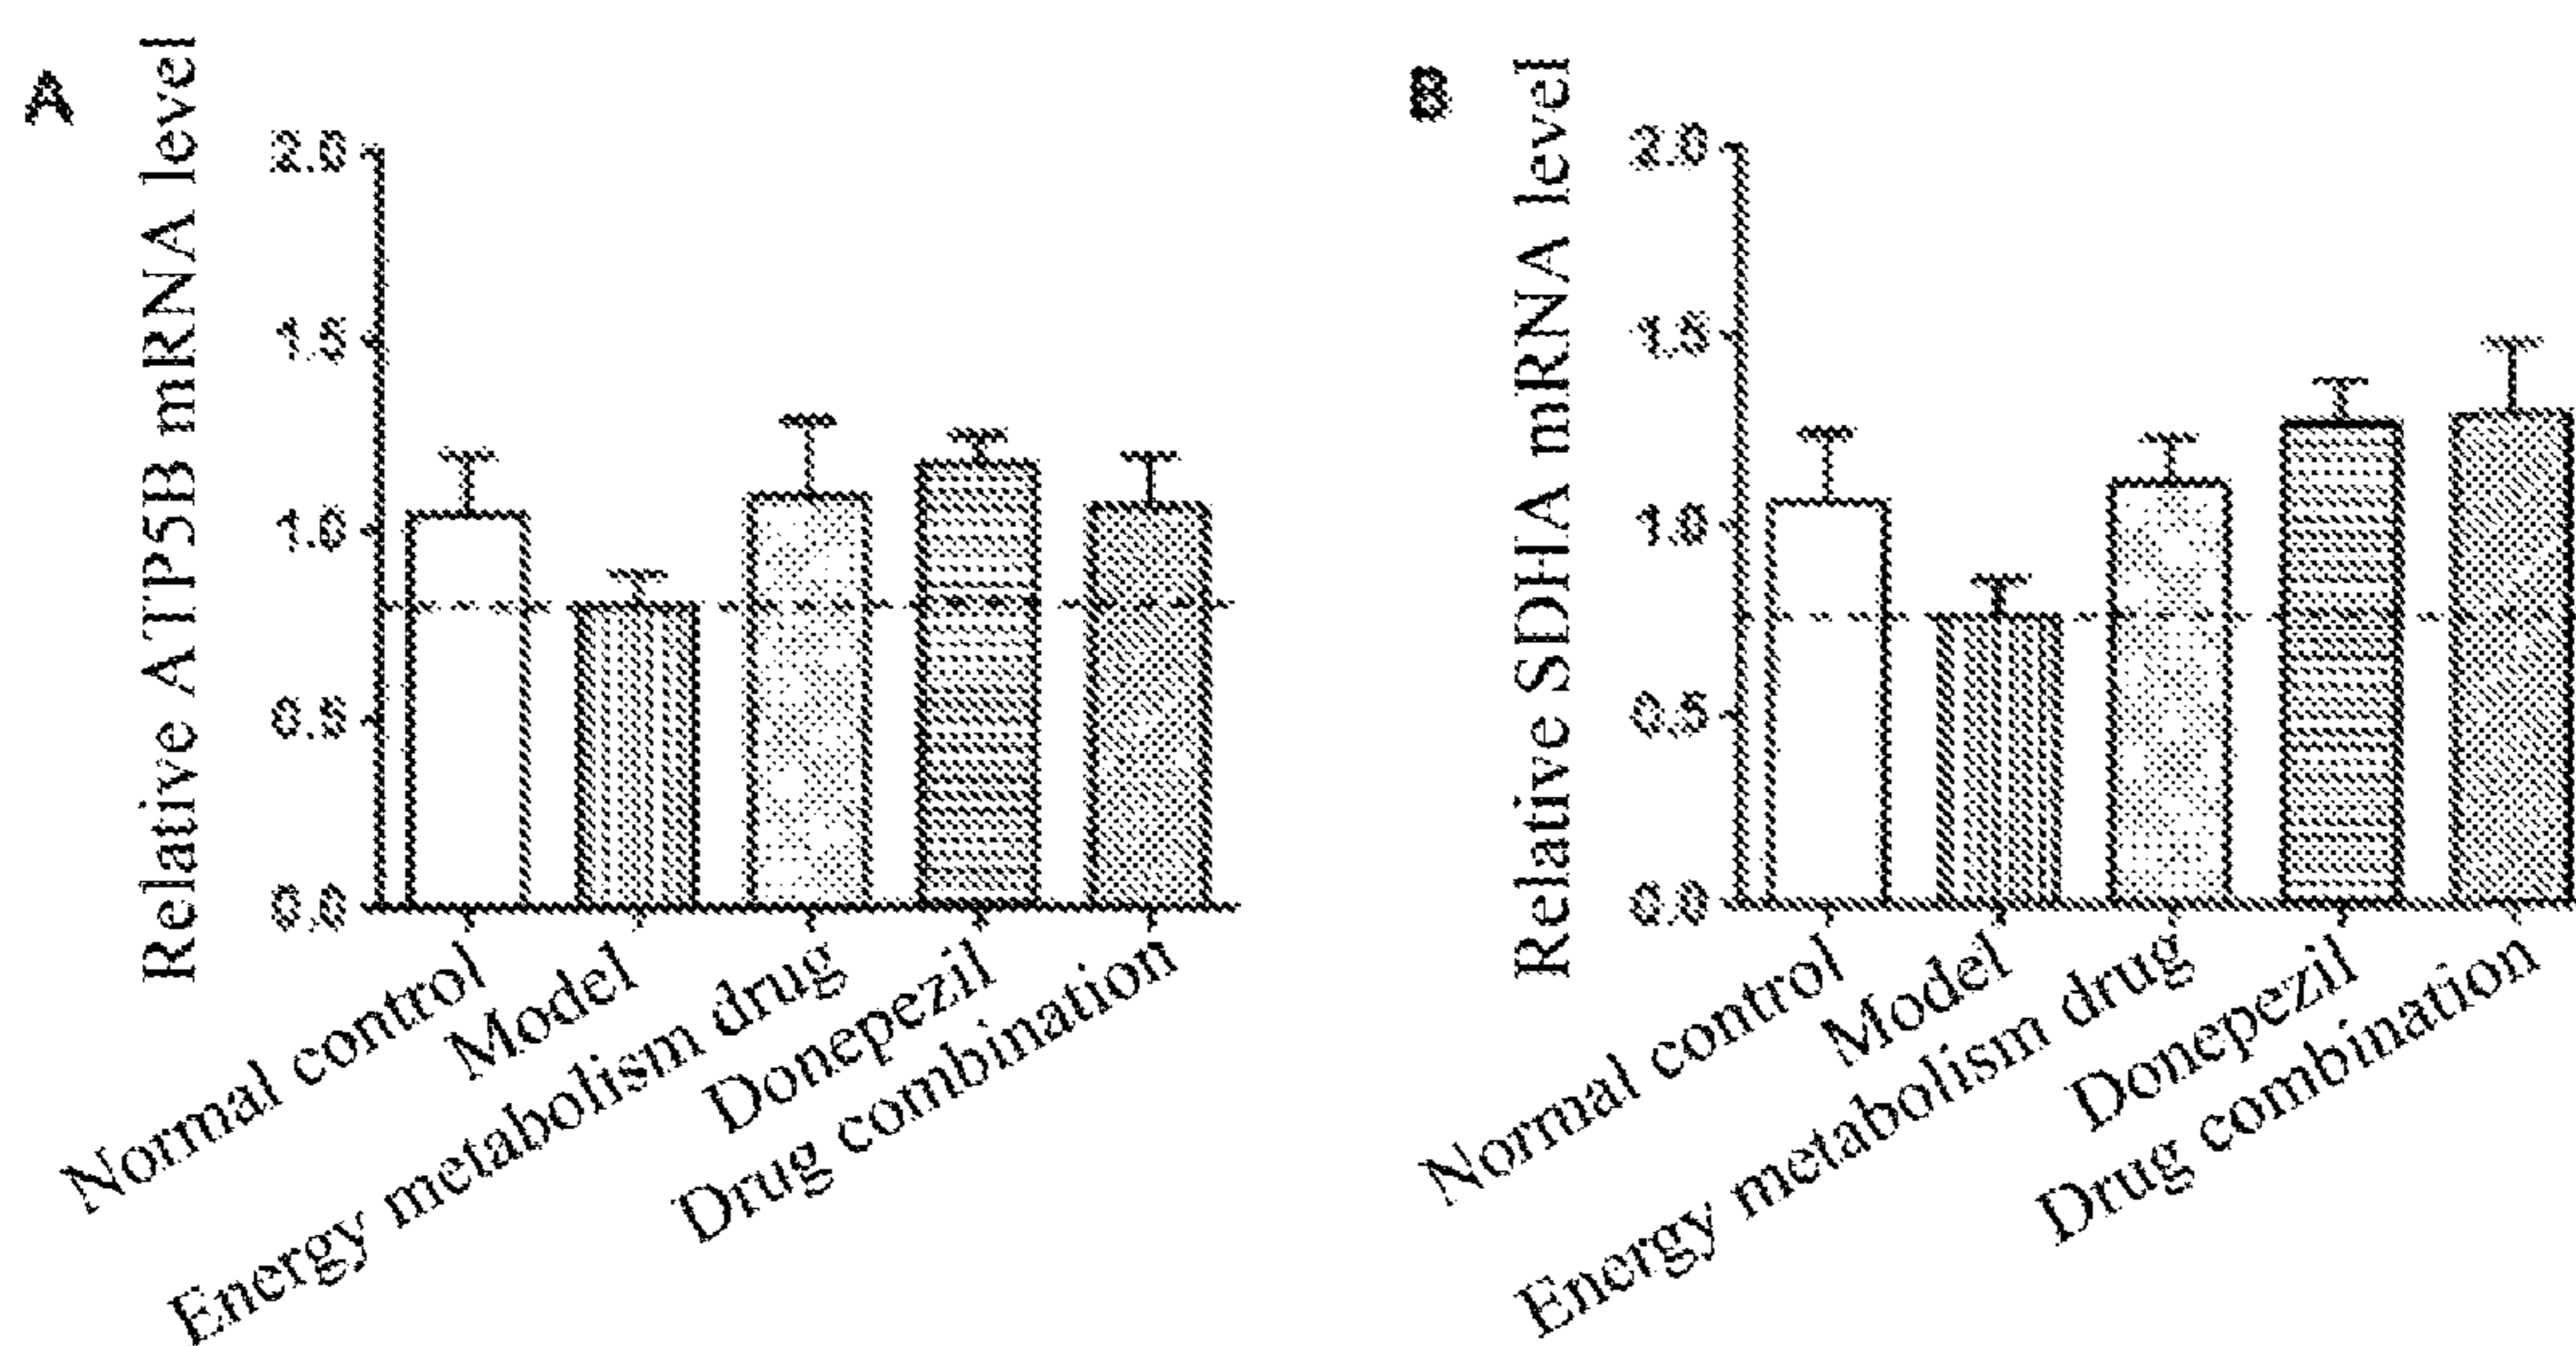 A
Relative ATP5B mRNA level
2.0
1.5
1.0
0.5
0.0
Normal control
Model
Energy metabolism drug
Donepezil
Drug combination
B
Relative SDHA mRNA level
2.0
1.5
1.0
0.5
0.0
Normal control
Model
Energy metabolism drug
Donepezil
Drug combination